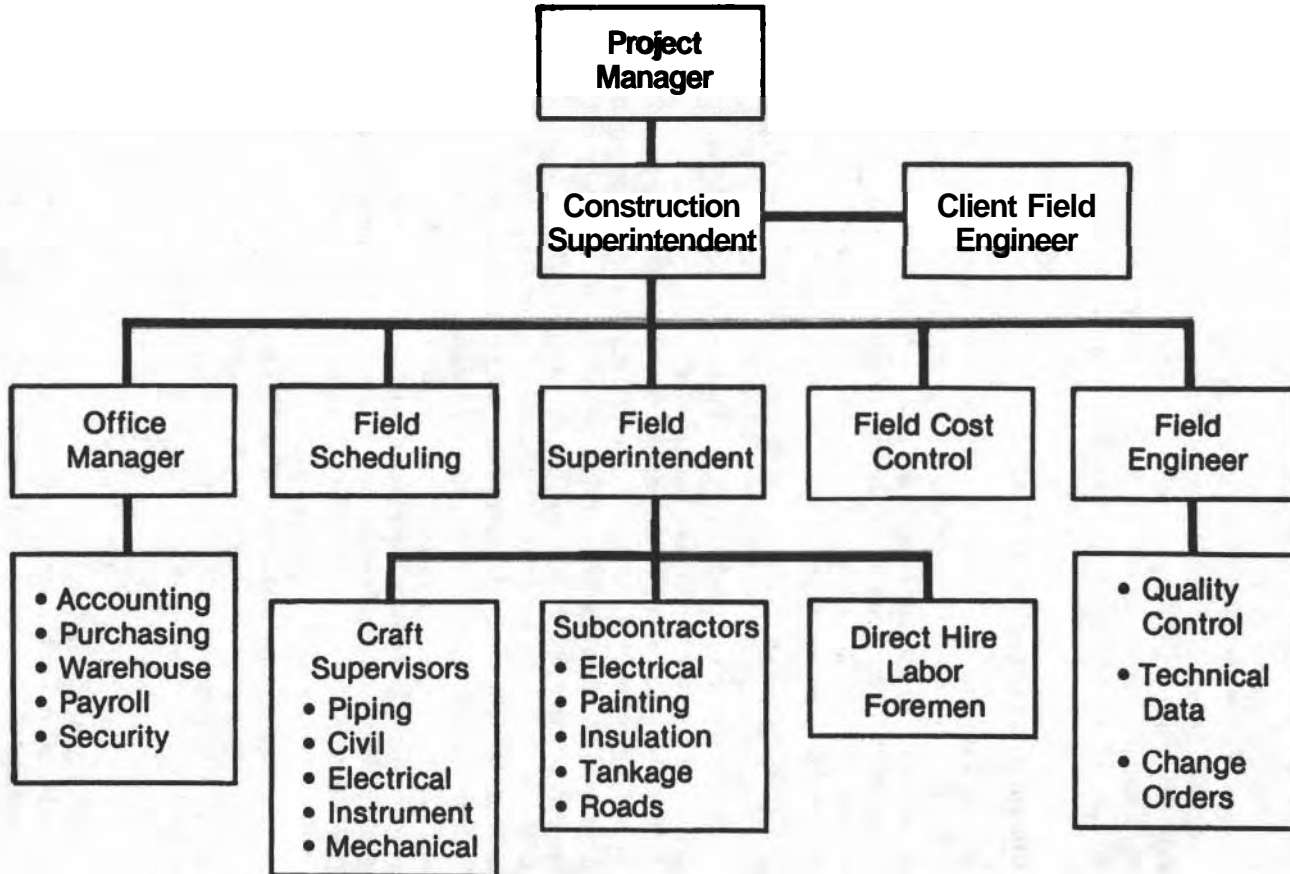 Project
Manager
Construction
Superintendent
Client Field
Engineer
Office
Manager
Field
Scheduling
Field
Superintendent
Field Cost
Control
Field
Engineer
• Accounting
• Purchasing
• Warehouse
• Payroll
• Security
Craft
Supervisors
• Piping
• Civil
• Electrical
• Instrument
• Mechanical
Subcontractors
• Electrical
• Painting
• Insulation
• Tankage
• Roads
Direct Hire
Labor
Foremen
• Quality
Control
• Technical
Data
• Change
Orders